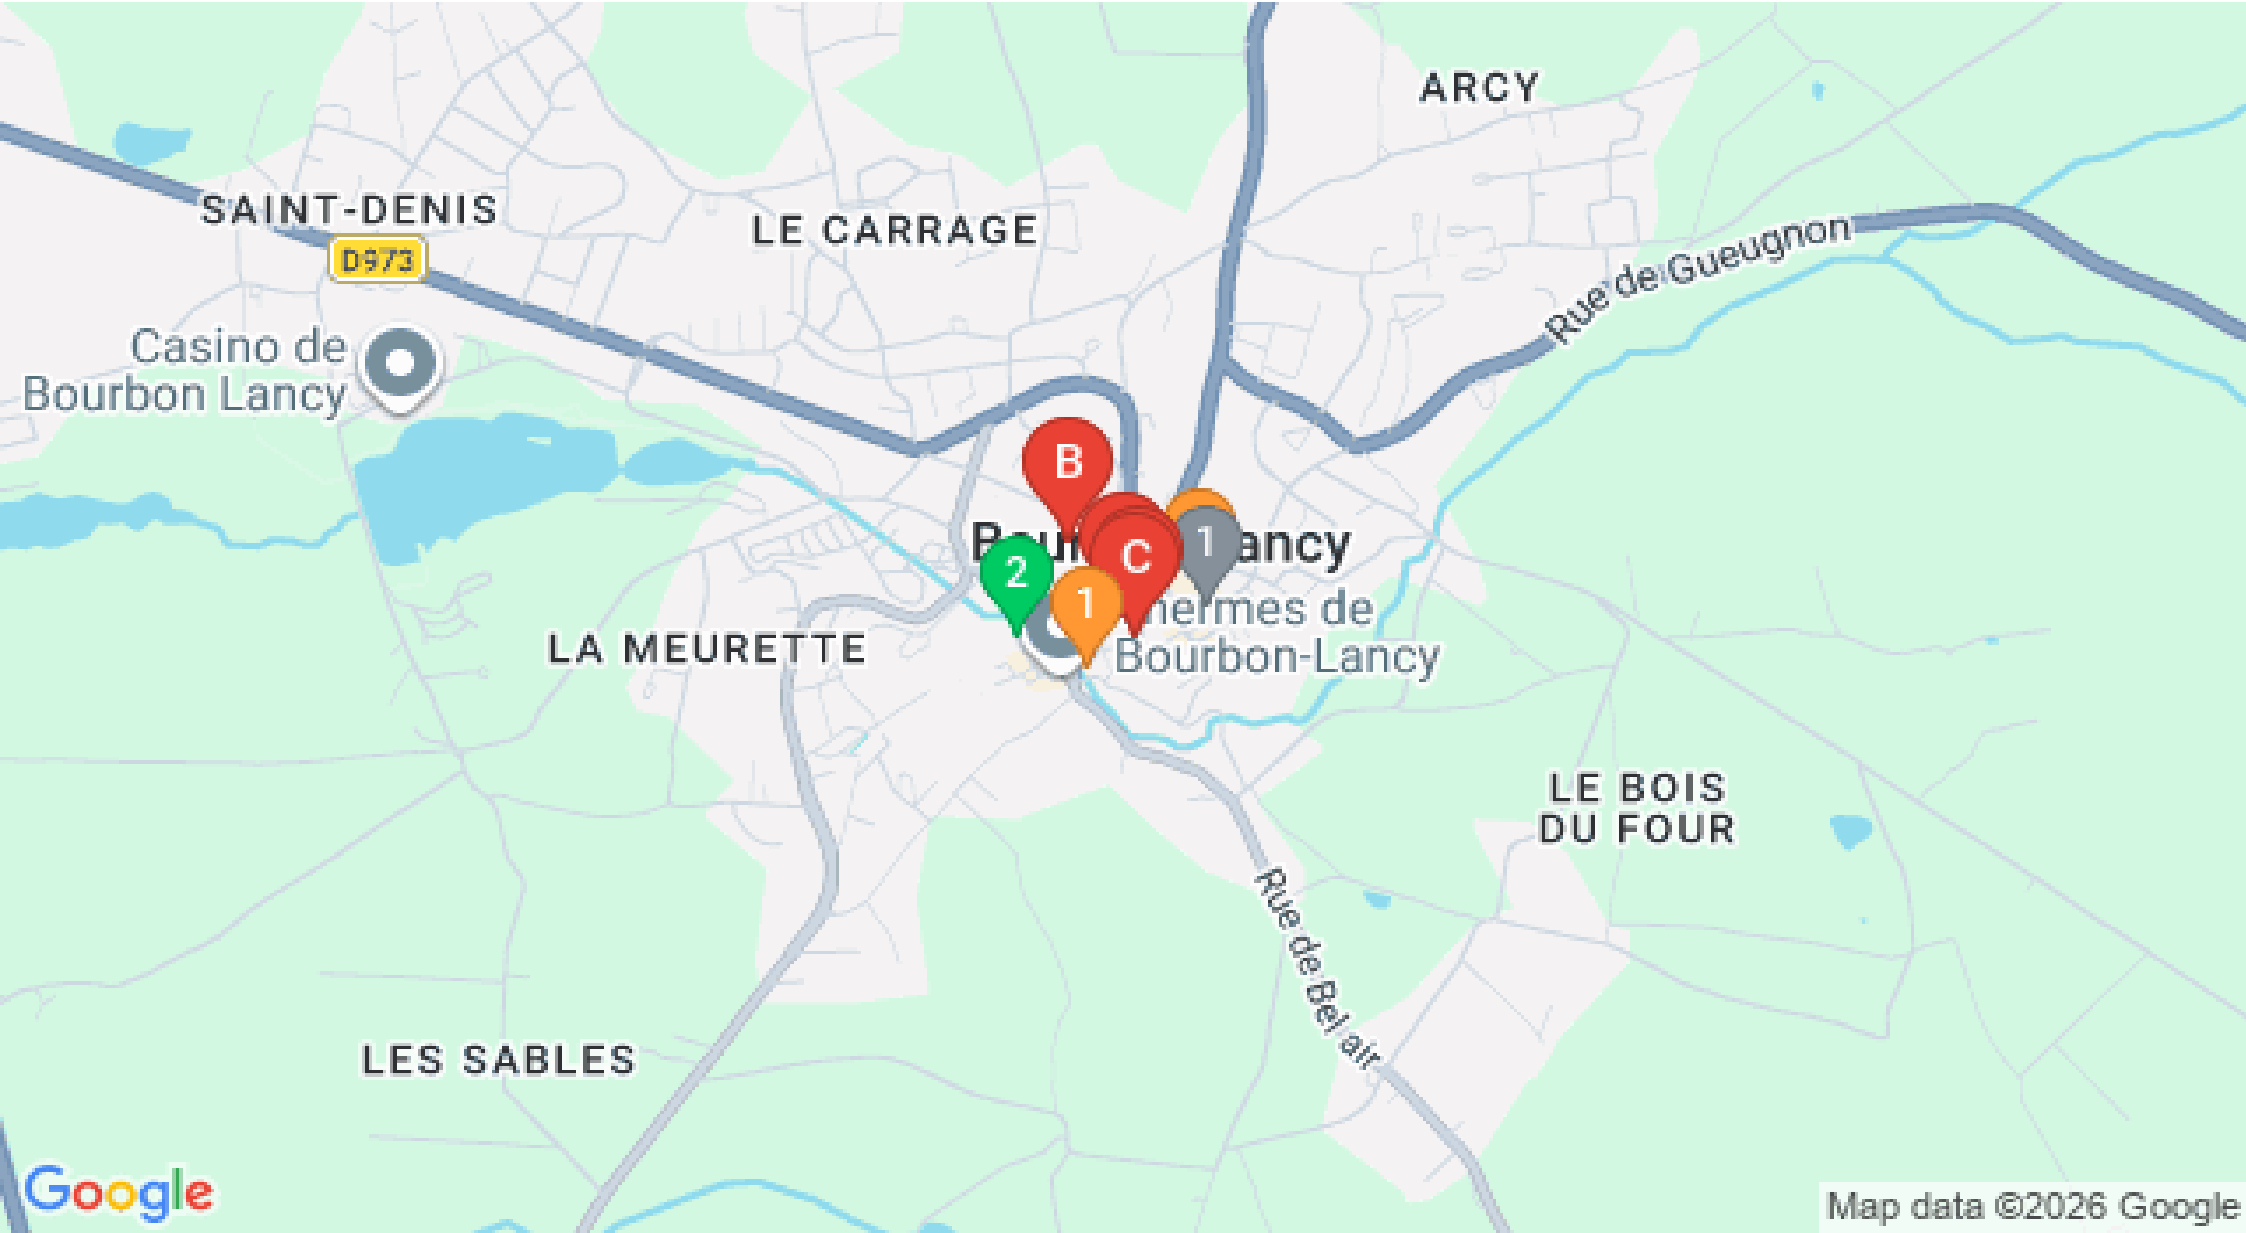 ARCY
SAINT-DENIS
LE CARRAGE
D973
Rue de Gueugnon
Casino de
Bourbon Lancy
B
1
C
2
1
ancy
hermes de
Bourbon-Lancy
LA MEURETTE
LE BOIS
DU FOUR
Rue de Bel air
LES SABLES
Google
Map data ©2026 Google